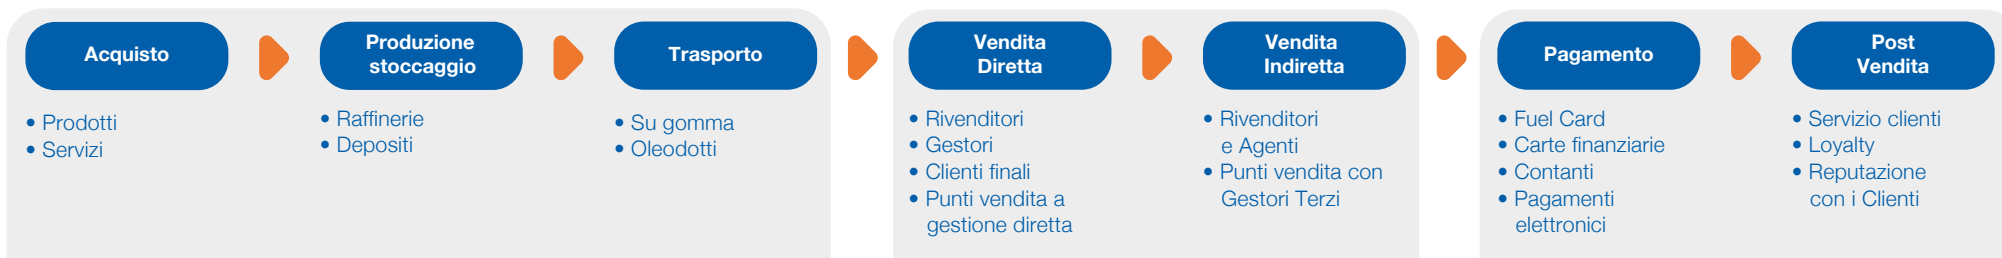 Acquisto
• Prodotti
• Servizi
Produzione
stoccaggio
• Raffinerie
• Depositi
Trasporto
• Su gomma
• Oleodotti
Vendita
Diretta
• Rivenditori
• Gestori
• Clienti finali
• Punti vendita a
gestione diretta
Vendita
Indiretta
• Rivenditori
e Agenti
• Punti vendita con
Gestori Terzi
Pagamento
• Fuel Card
• Carte finanziarie
• Contanti
• Pagamenti
elettronici
Post
Vendita
• Servizio clienti
• Loyalty
• Reputazione
con i Clienti